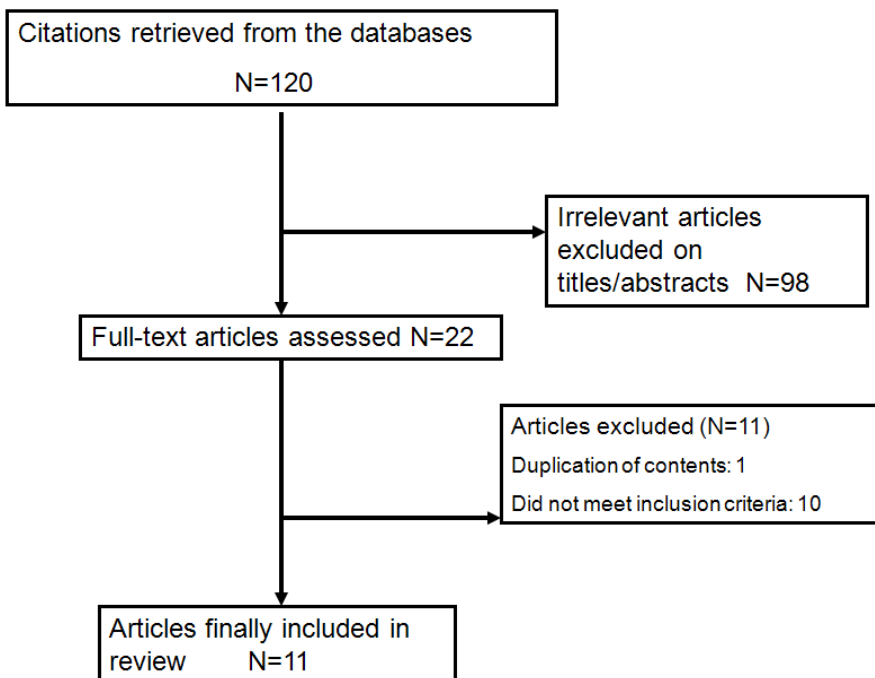 Citations retrieved from the databases
N=120
Irrelevant articles
excluded on
titles/abstracts N=98
Full-text articles assessed N=22
Articles excluded (N=11)
Duplication of contents: 1
Did not meet inclusion criteria: 10
Articles finally included in
review N=11